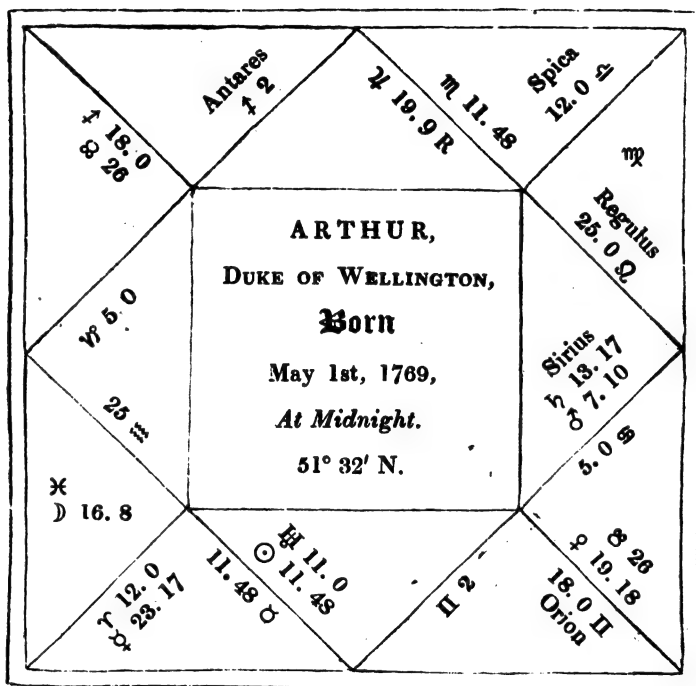 Antares
♐ 2
♃ 19. 9 R
♏ 11. 48
Spica
12. 0 ♎
♐ 18. 0
☊ 26
♍
Regulus
25. 0 ♌
ARTHUR,
DUKE OF WELLINGTON,
Born
May 1st, 1769,
At Midnight.
51° 32′ N.
♑ 5. 0
25 ♒
Sirius
♄ 13. 17
♂ 7. 10
5. 0 ♋
♓
☽ 16. 8
♈ 12. 0
☿ 23. 17
11. 48 ♉
♅ 11. 0
☉ 11. 48
♊ 2
☋ 26
♀ 19. 18
18. 0 ♊
Orion